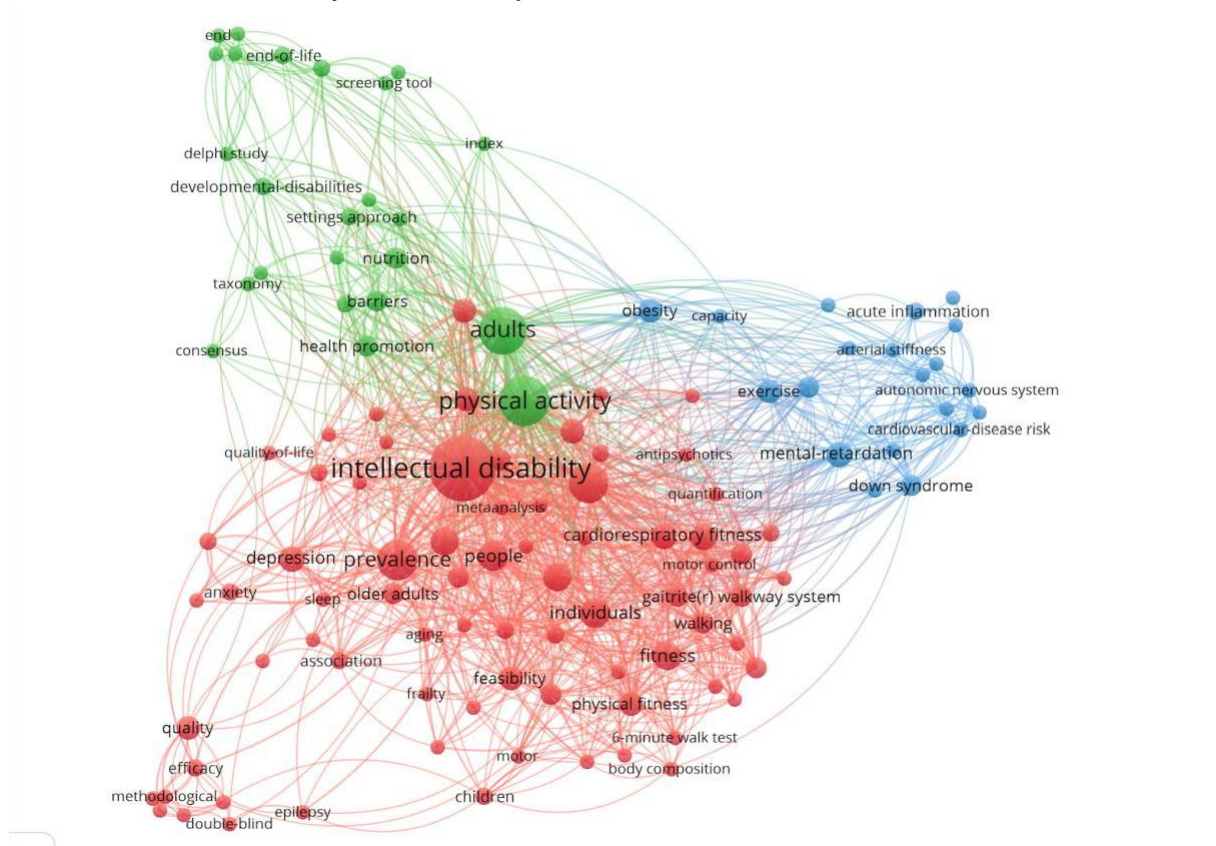 end
end-of-life
screening tool
index
delphi study
developmental-disabilities
settings approach
nutrition
taxonomy
barriers
obesity
capacity
acute inflammation
adults
consensus
health promotion
arterial stiffness
exercise
autonomic nervous system
physical activity
cardiovascular-disease risk
quality-of-life
antipsychotics
mental-retardation
intellectual disability
down syndrome
quantification
metaanalysis
cardiorespiratory fitness
depression
prevalence
people
motor control
anxiety
sleep
older adults
gaitrite(r) walkway system
individuals
walking
aging
association
fitness
feasibility
frailty
physical fitness
quality
6-minute walk test
motor
efficacy
body composition
methodological
children
epilepsy
double-blind